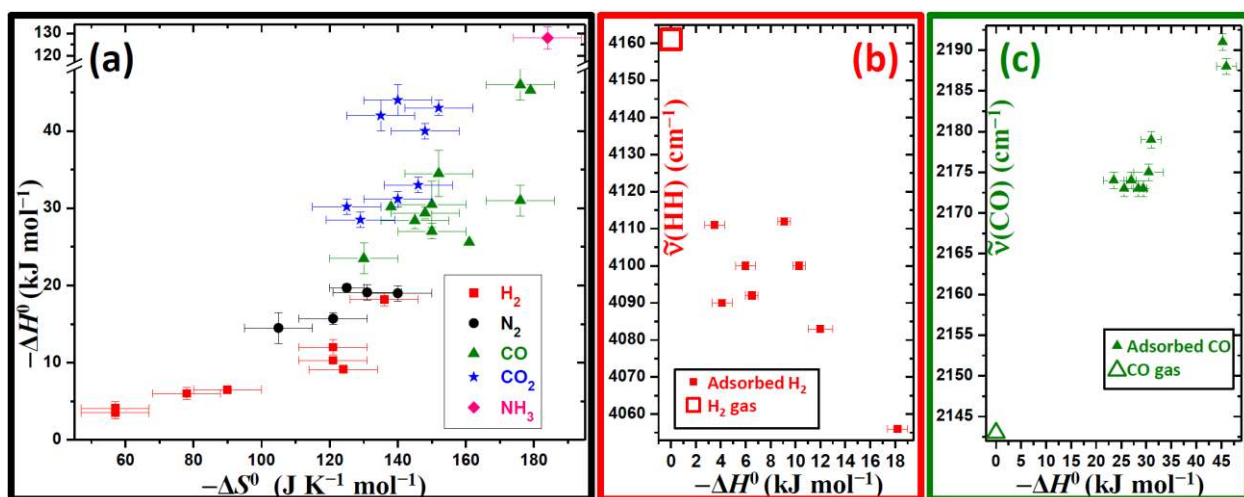 (a)
−ΔH⁰ (kJ mol⁻¹)
130
120
40
30
20
10
0
H₂
N₂
CO
CO₂
NH₃
60 80 100 120 140 160 180
−ΔS⁰ (J K⁻¹ mol⁻¹)
(b)
ṽ(HH) (cm⁻¹)
4160
4150
4140
4130
4120
4110
4100
4090
4080
4070
4060
Adsorbed H₂
H₂ gas
0 2 4 6 8 10 12 14 16 18
−ΔH⁰ (kJ mol⁻¹)
(c)
ṽ(CO) (cm⁻¹)
2190
2185
2180
2175
2170
2165
2160
2155
2150
2145
Adsorbed CO
CO gas
0 5 10 15 20 25 30 35 40 45
−ΔH⁰ (kJ mol⁻¹)